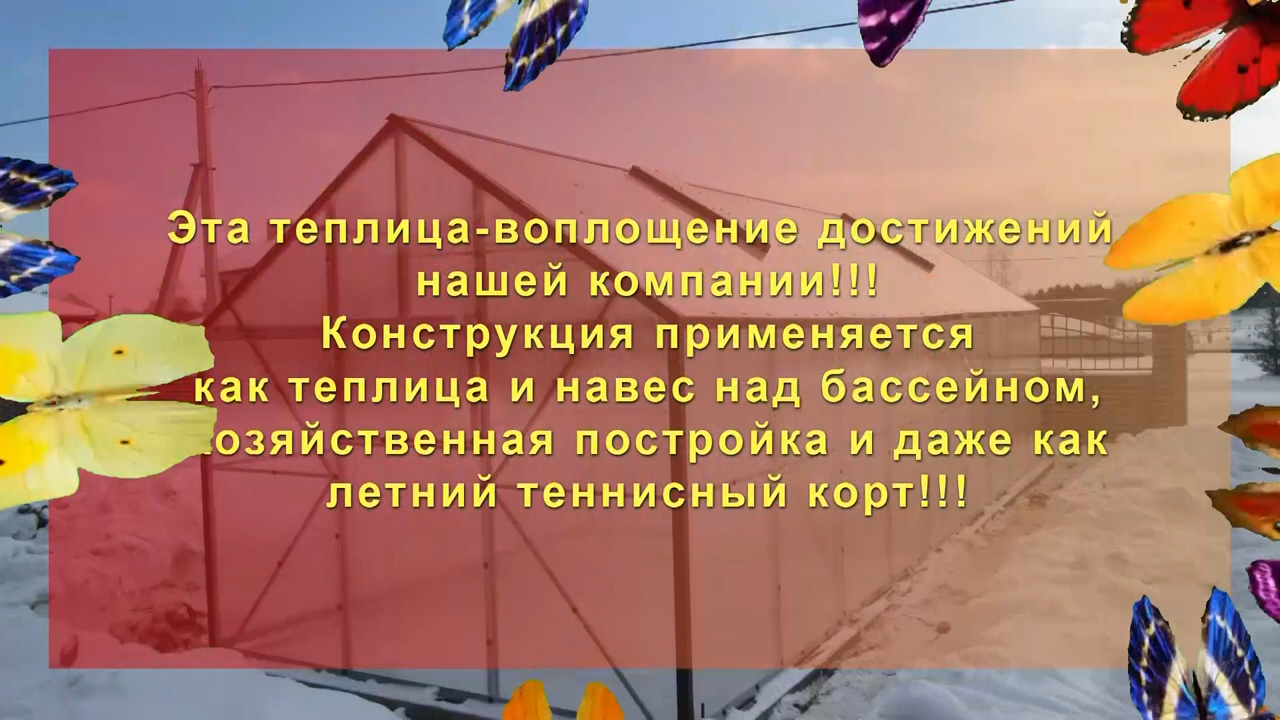 Эта теплица-воплощение достижений
нашей компании!!!
Конструкция применяется
как теплица и навес над бассейном,
хозяйственная постройка и даже как
летний теннисный корт!!!